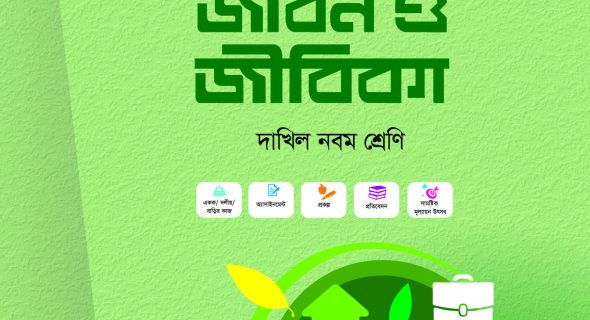 জীবন ও
জীবিকা
দাখিল নবম শ্রেণি
একক/ দলীয়/
বাড়ির কাজ
অ্যাসাইনমেন্ট
প্রকল্প
প্রতিবেদন
সামষ্টিক
মূল্যায়ন উৎসব